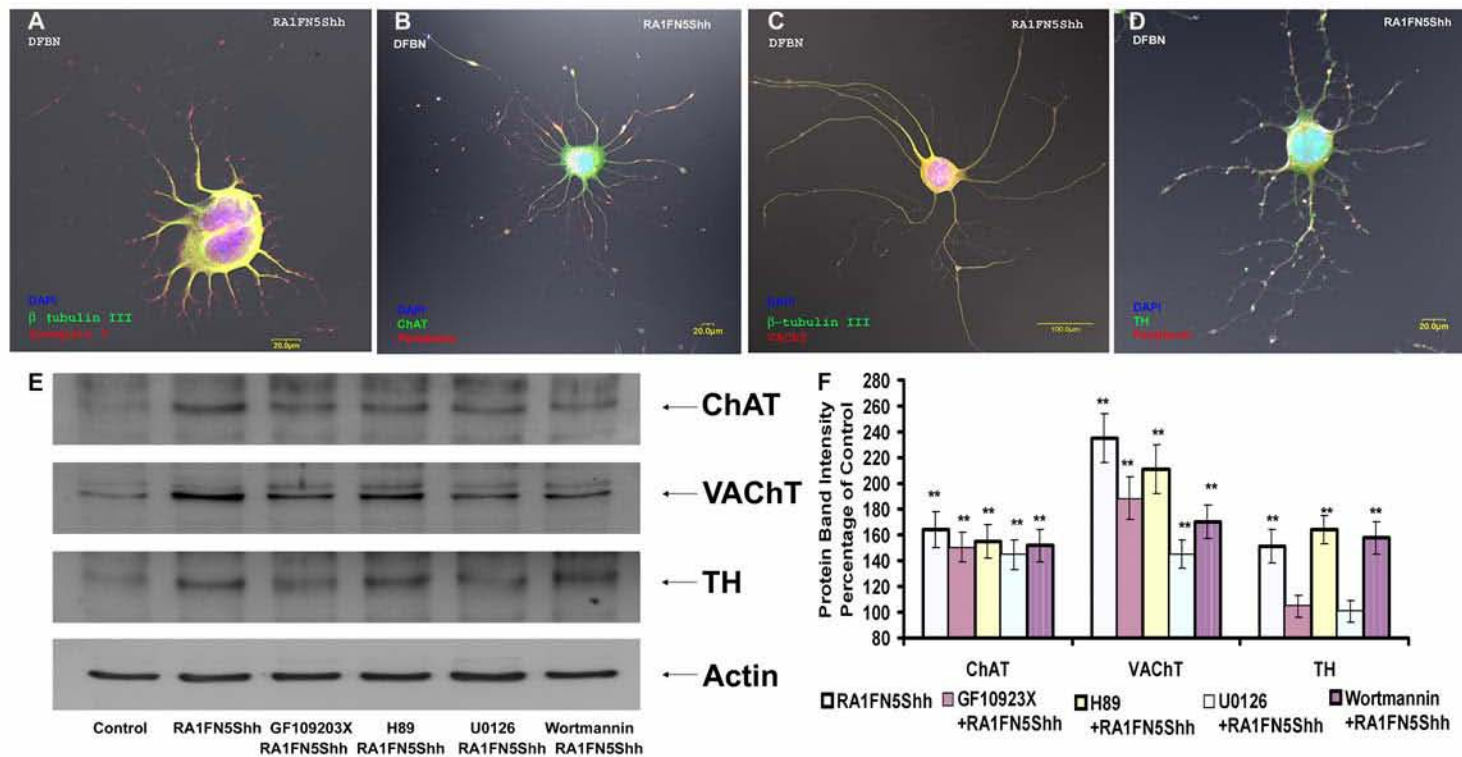 A
RA1FN5Shh
DFBN
DAPI
β tubulin III
20.0µm
B
RA1FN5Shh
DFBN
DAPI
ChAT
20.0µm
C
RA1FN5Shh
DFBN
DAPI
β-tubulin III
VAChT
100.0µm
D
RA1FN5Shh
DFBN
DAPI
TH
Peripherin
20.0µm
E
ChAT
VAChT
TH
Actin
Control
RA1FN5Shh
GF109203X
RA1FN5Shh
H89
RA1FN5Shh
U0126
RA1FN5Shh
Wortmannin
RA1FN5Shh
F
Protein Band Intensity
Percentage of Control
280
260
240
220
200
180
160
140
120
100
80
** ** ** ** **
** ** ** ** **
** ** **
ChAT VAChT TH
RA1FN5Shh
GF10923X
+RA1FN5Shh
H89
+RA1FN5Shh
U0126
+RA1FN5Shh
Wortmannin
+RA1FN5Shh